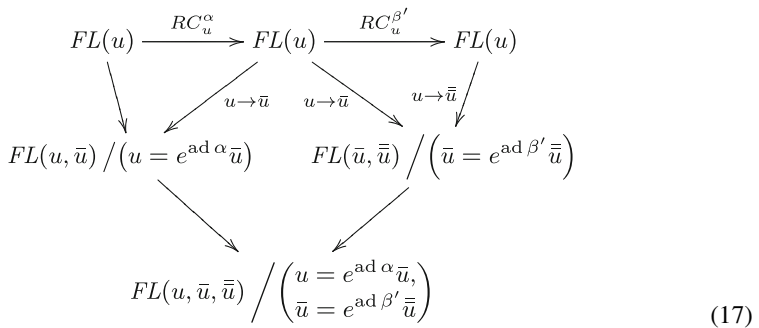 RC_u^α RC_u^{β′}
FL(u) FL(u) FL(u)
u→ū u→ū u→ū̄
FL(u, ū) / (u = e^{ad α} ū) FL(ū, ū̄) / (ū = e^{ad β′} ū̄)
FL(u, ū, ū̄) / (u = e^{ad α} ū,
ū = e^{ad β′} ū̄)
(17)